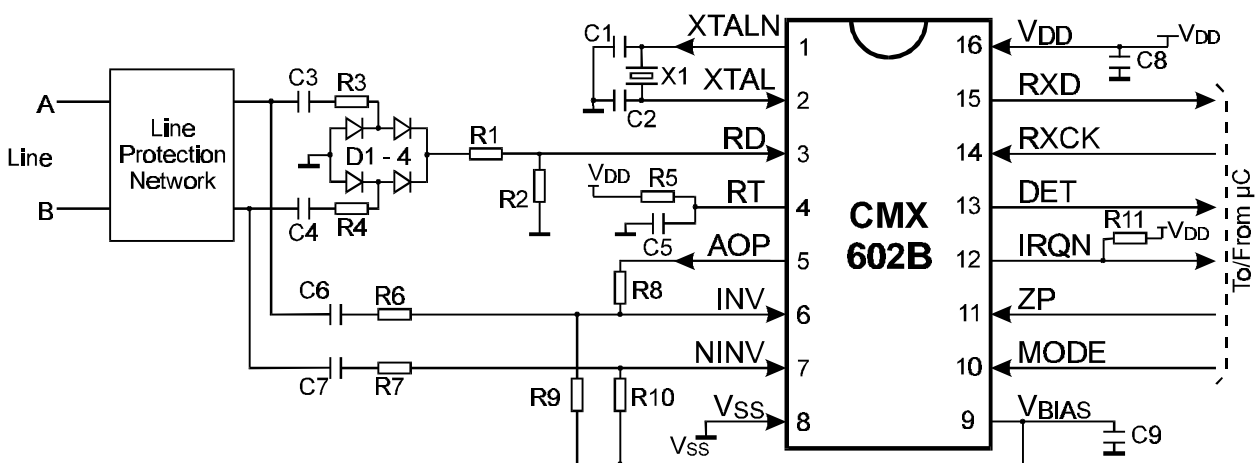 A
B
Line
Line
Protection
Network
C3
R3
D1 - 4
C4
R4
R1
R2
C1
C2
X1
XTALN
XTAL
RD
VDD
R5
C5
RT
AOP
R8
C6
R6
INV
C7
R7
NINV
R9
R10
VSS
VSS
1
2
3
4
5
6
7
8
CMX
602B
16
15
14
13
12
11
10
9
VDD
VDD
C8
RXD
RXCK
DET
IRQN
R11
VDD
ZP
MODE
VBIAS
C9
To/From µC